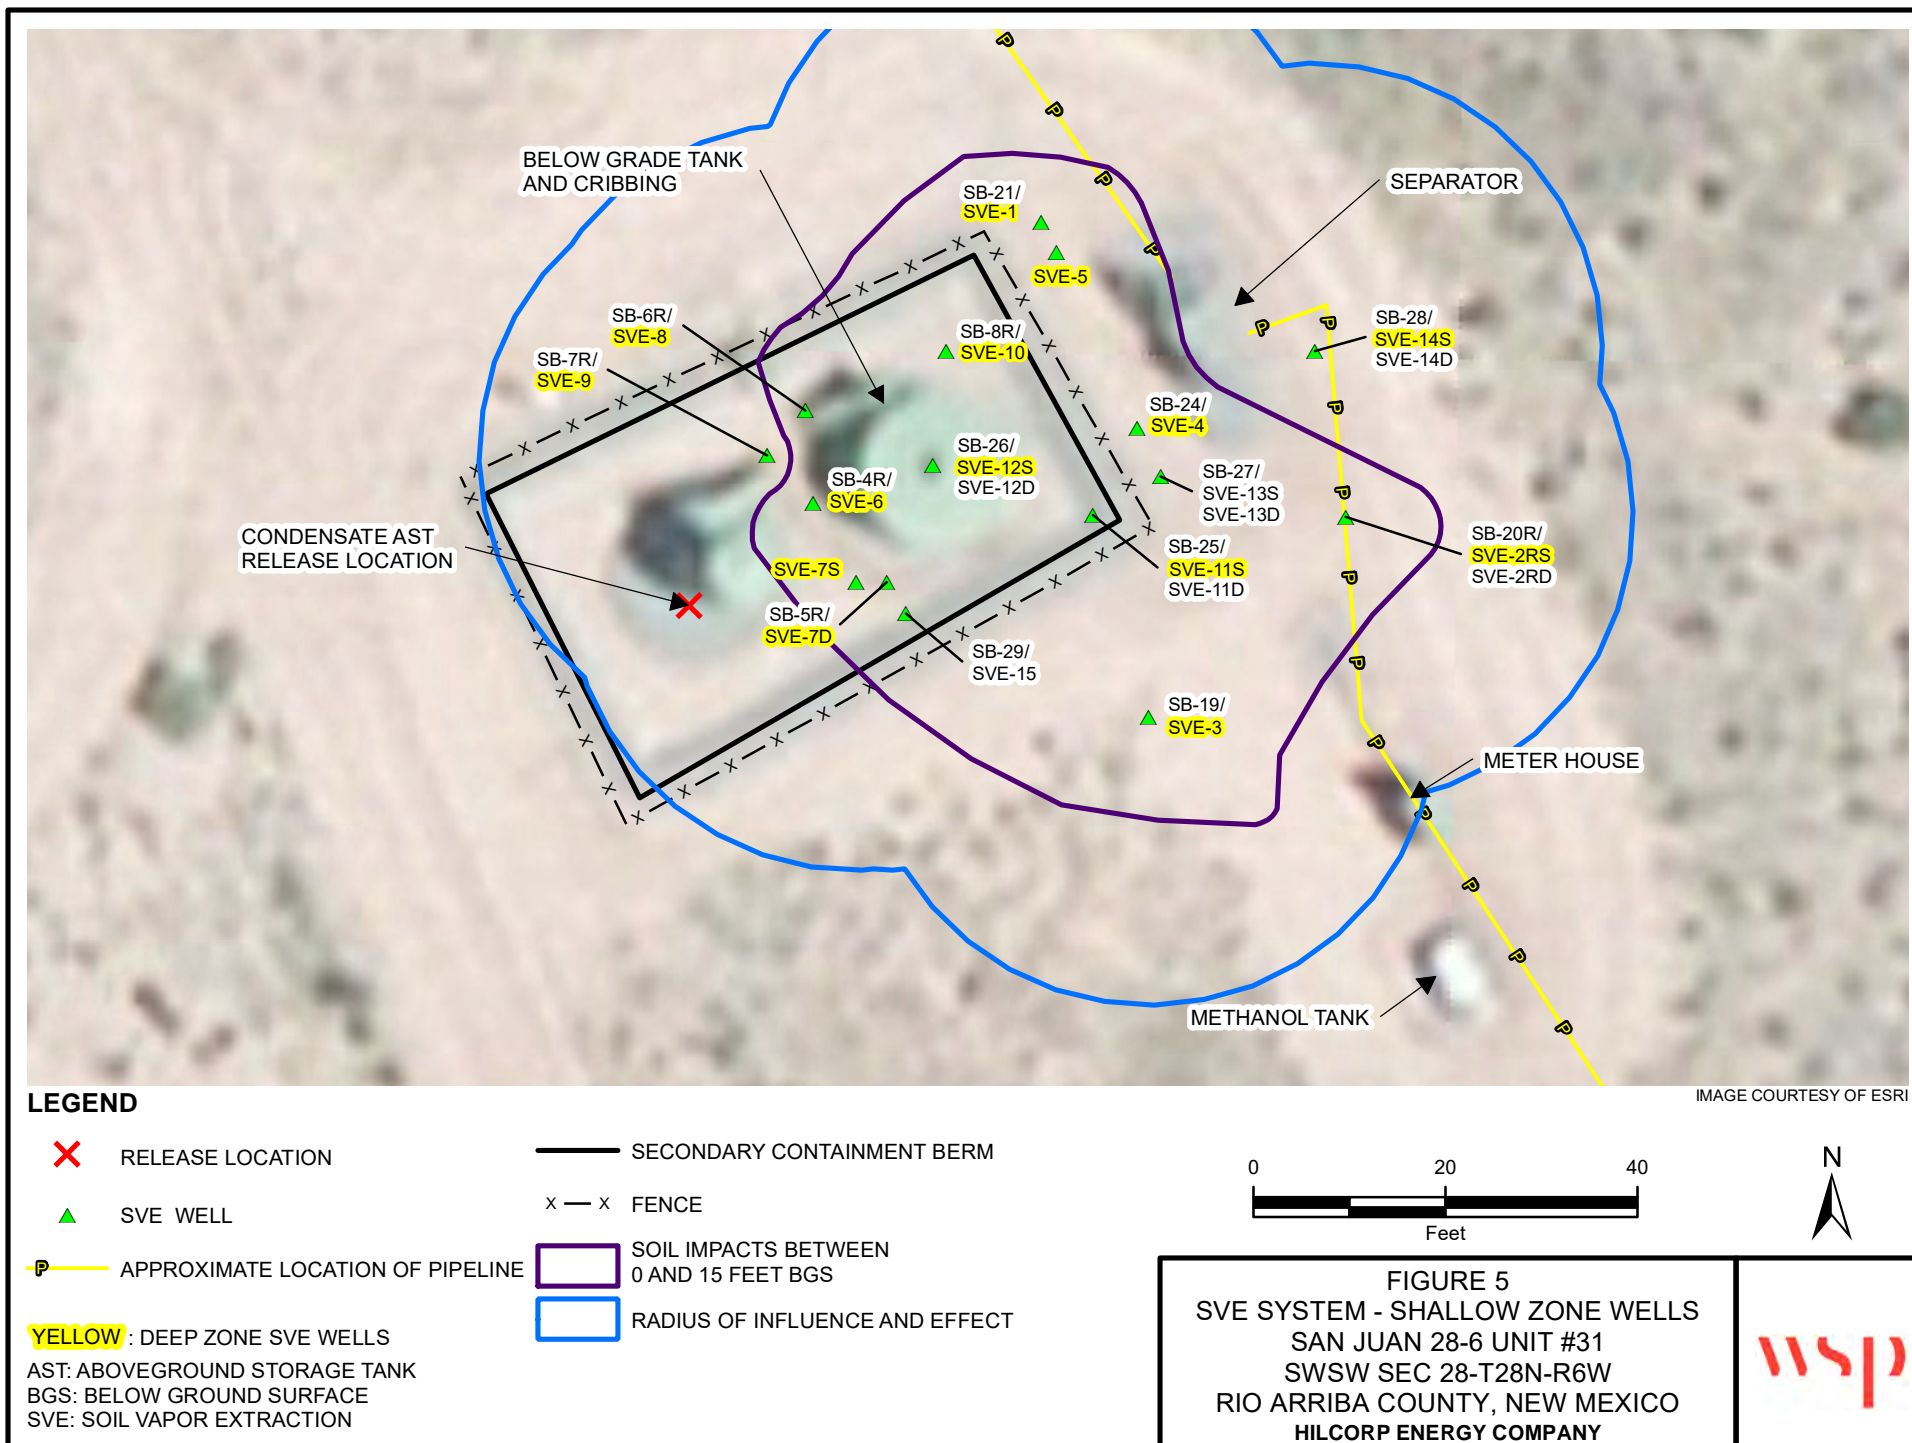 BELOW GRADE TANK
AND CRIBBING
SB-21/
SVE-1
SVE-5
SEPARATOR
SB-6R/
SVE-8
SB-7R/
SVE-9
SB-8R/
SVE-10
SB-28/
SVE-14S
SVE-14D
SB-24/
SVE-4
SB-26/
SVE-12S
SVE-12D
SB-4R/
SVE-6
SB-27/
SVE-13S
SVE-13D
CONDENSATE AST
RELEASE LOCATION
SB-20R/
SVE-2RS
SVE-2RD
SB-25/
SVE-11S
SVE-11D
SVE-7S
SB-5R/
SVE-7D
SB-29/
SVE-15
SB-19/
SVE-3
METER HOUSE
METHANOL TANK
IMAGE COURTESY OF ESRI
LEGEND
RELEASE LOCATION
SVE WELL
P
APPROXIMATE LOCATION OF PIPELINE
YELLOW : DEEP ZONE SVE WELLS
AST: ABOVEGROUND STORAGE TANK
BGS: BELOW GROUND SURFACE
SVE: SOIL VAPOR EXTRACTION
SECONDARY CONTAINMENT BERM
X — X FENCE
SOIL IMPACTS BETWEEN
0 AND 15 FEET BGS
RADIUS OF INFLUENCE AND EFFECT
0 20 40
Feet
N
FIGURE 5
SVE SYSTEM - SHALLOW ZONE WELLS
SAN JUAN 28-6 UNIT #31
SWSW SEC 28-T28N-R6W
RIO ARRIBA COUNTY, NEW MEXICO
HILCORP ENERGY COMPANY
wsp